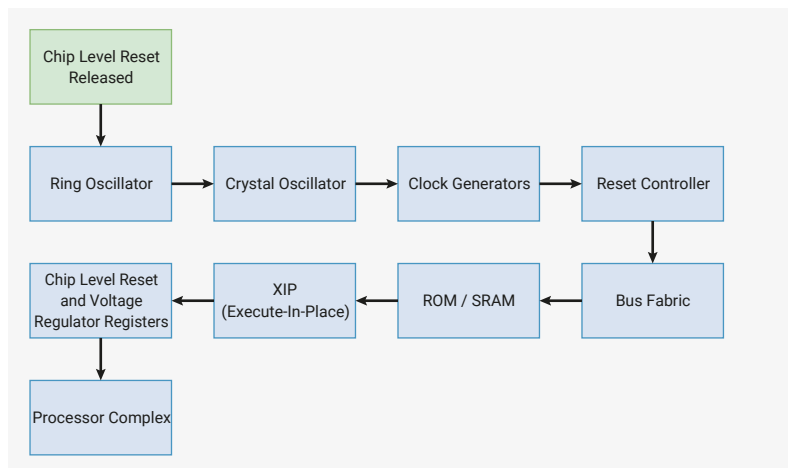 Chip Level Reset
Released
Ring Oscillator
Crystal Oscillator
Clock Generators
Reset Controller
Bus Fabric
ROM / SRAM
XIP
(Execute-In-Place)
Chip Level Reset
and Voltage
Regulator Registers
Processor Complex